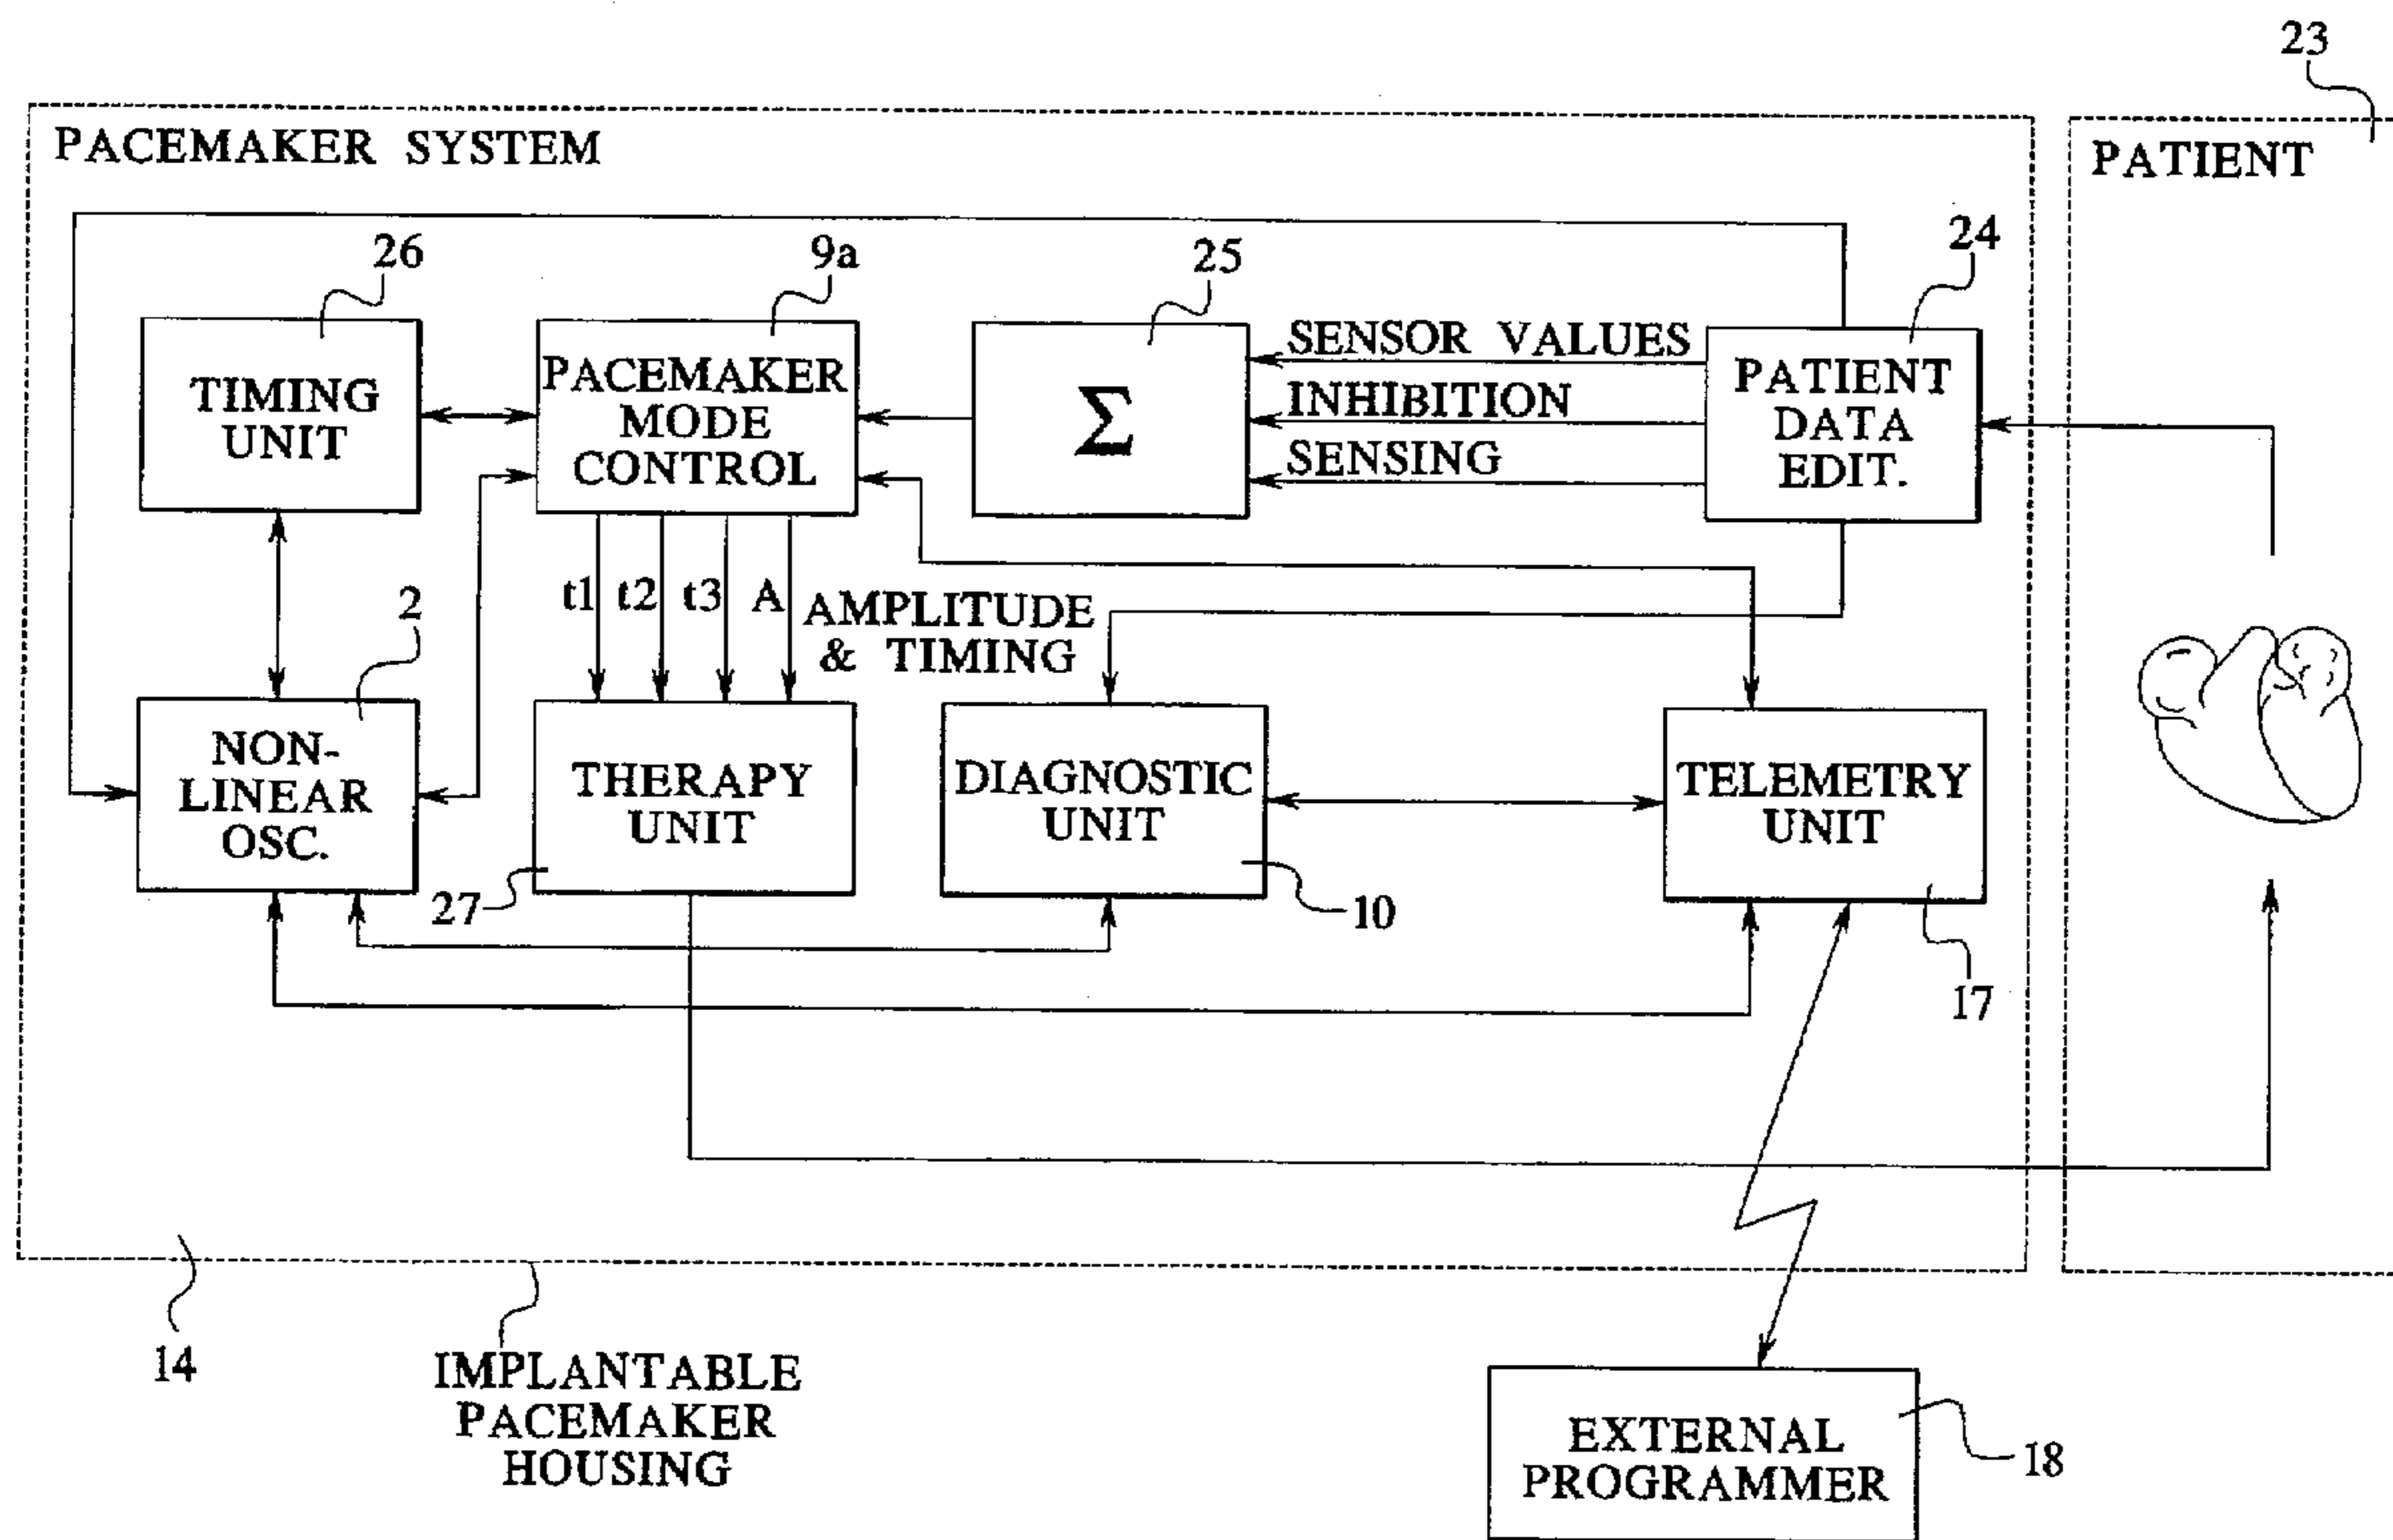 23
PACEMAKER SYSTEM
PATIENT
26
9a
25
24
TIMING
UNIT
PACEMAKER
MODE
CONTROL
Σ
SENSOR VALUES
INHIBITION
SENSING
PATIENT
DATA
EDIT.
2
t1 t2 t3 A
AMPLITUDE
& TIMING
NON-
LINEAR
OSC.
THERAPY
UNIT
DIAGNOSTIC
UNIT
TELEMETRY
UNIT
27
10
17
14
IMPLANTABLE
PACEMAKER
HOUSING
EXTERNAL
PROGRAMMER
18